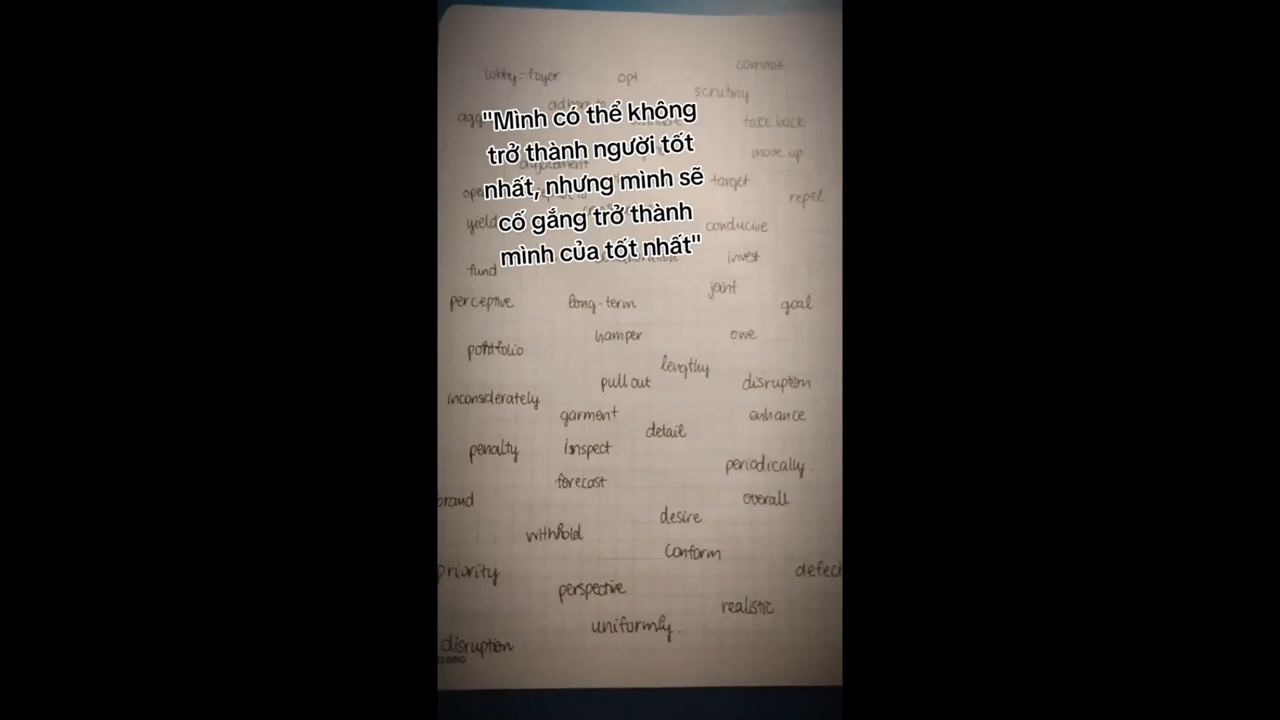 lobby = foyer
opt
commit
scrutiny
take back
move up
target
repel
yield
conducive
"Mình có thể không
trở thành người tốt
nhất, nhưng mình sẽ
cố gắng trở thành
mình của tốt nhất"
fund
invest
joint
perceptive
long-term
goal
hamper
owe
portfolio
lengthy
pull out
disruption
inconsiderately
garment
enhance
detail
penalty
inspect
periodically.
forecast
brand
overall
desire
withhold
conform
priority
defect
perspective
realistic
uniformly.
disruption